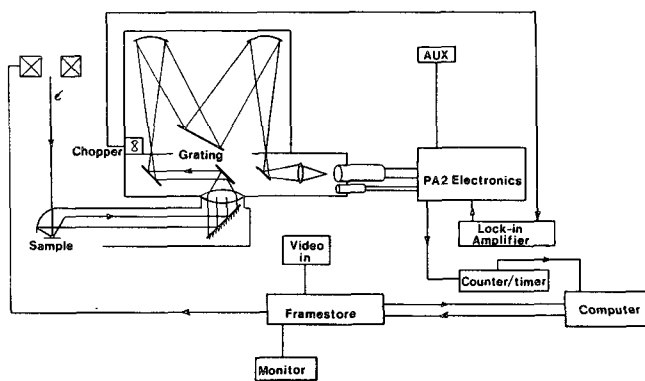 AUX
e
Chopper
Grating
PA2 Electronics
Sample
Lock-in
Amplifier
Video
in
Counter/timer
Framestore
Computer
Monitor